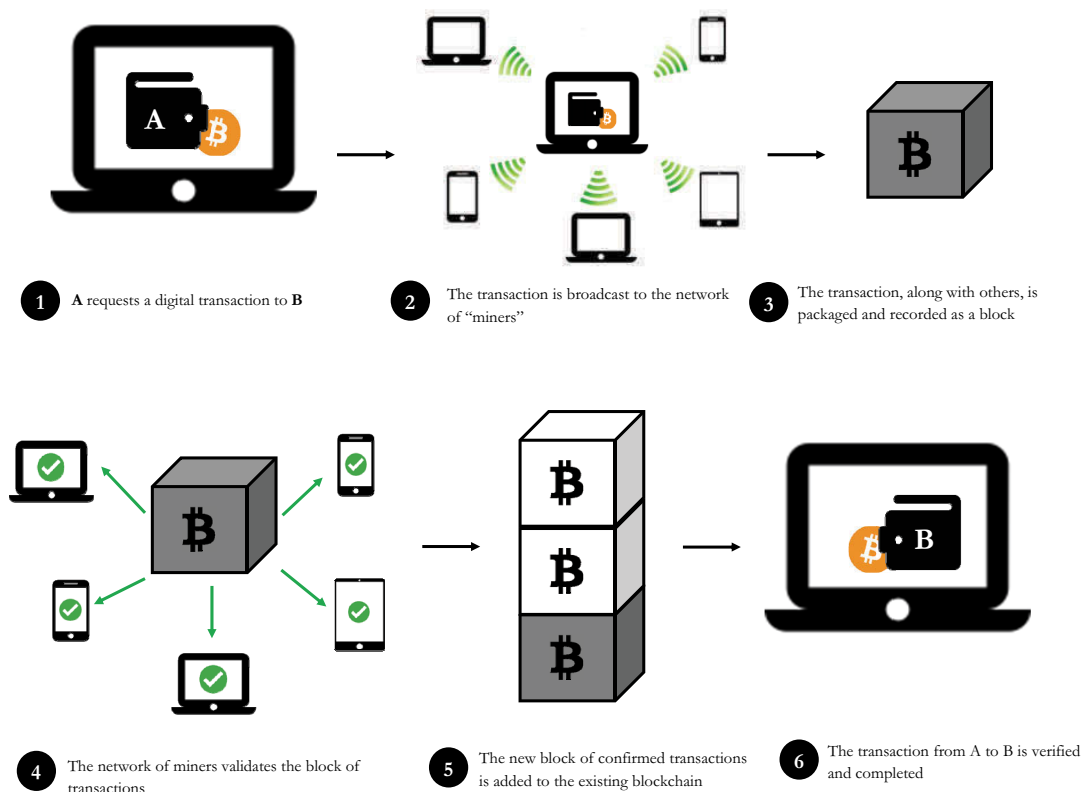 A
1 A requests a digital transaction to B
2 The transaction is broadcast to the network
of “miners”
3 The transaction, along with others, is
packaged and recorded as a block
B
4 The network of miners validates the block of
transactions
5 The new block of confirmed transactions
is added to the existing blockchain
6 The transaction from A to B is verified
and completed